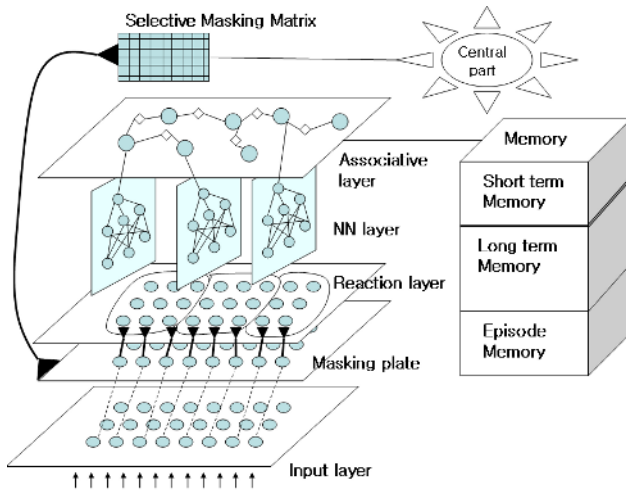 Selective Masking Matrix
Central
part
Memory
Associative
layer
Short term
Memory
NN layer
Long term
Memory
Reaction layer
Episode
Memory
Masking plate
Input layer